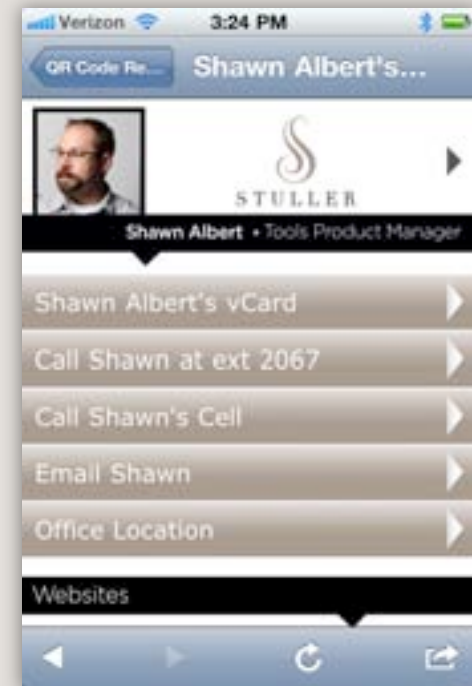 Verizon 3:24 PM
QR Code Re... Shawn Albert's...
STULLER
Shawn Albert • Tools Product Manager
Shawn Albert's vCard
Call Shawn at ext 2067
Call Shawn's Cell
Email Shawn
Office Location
Websites